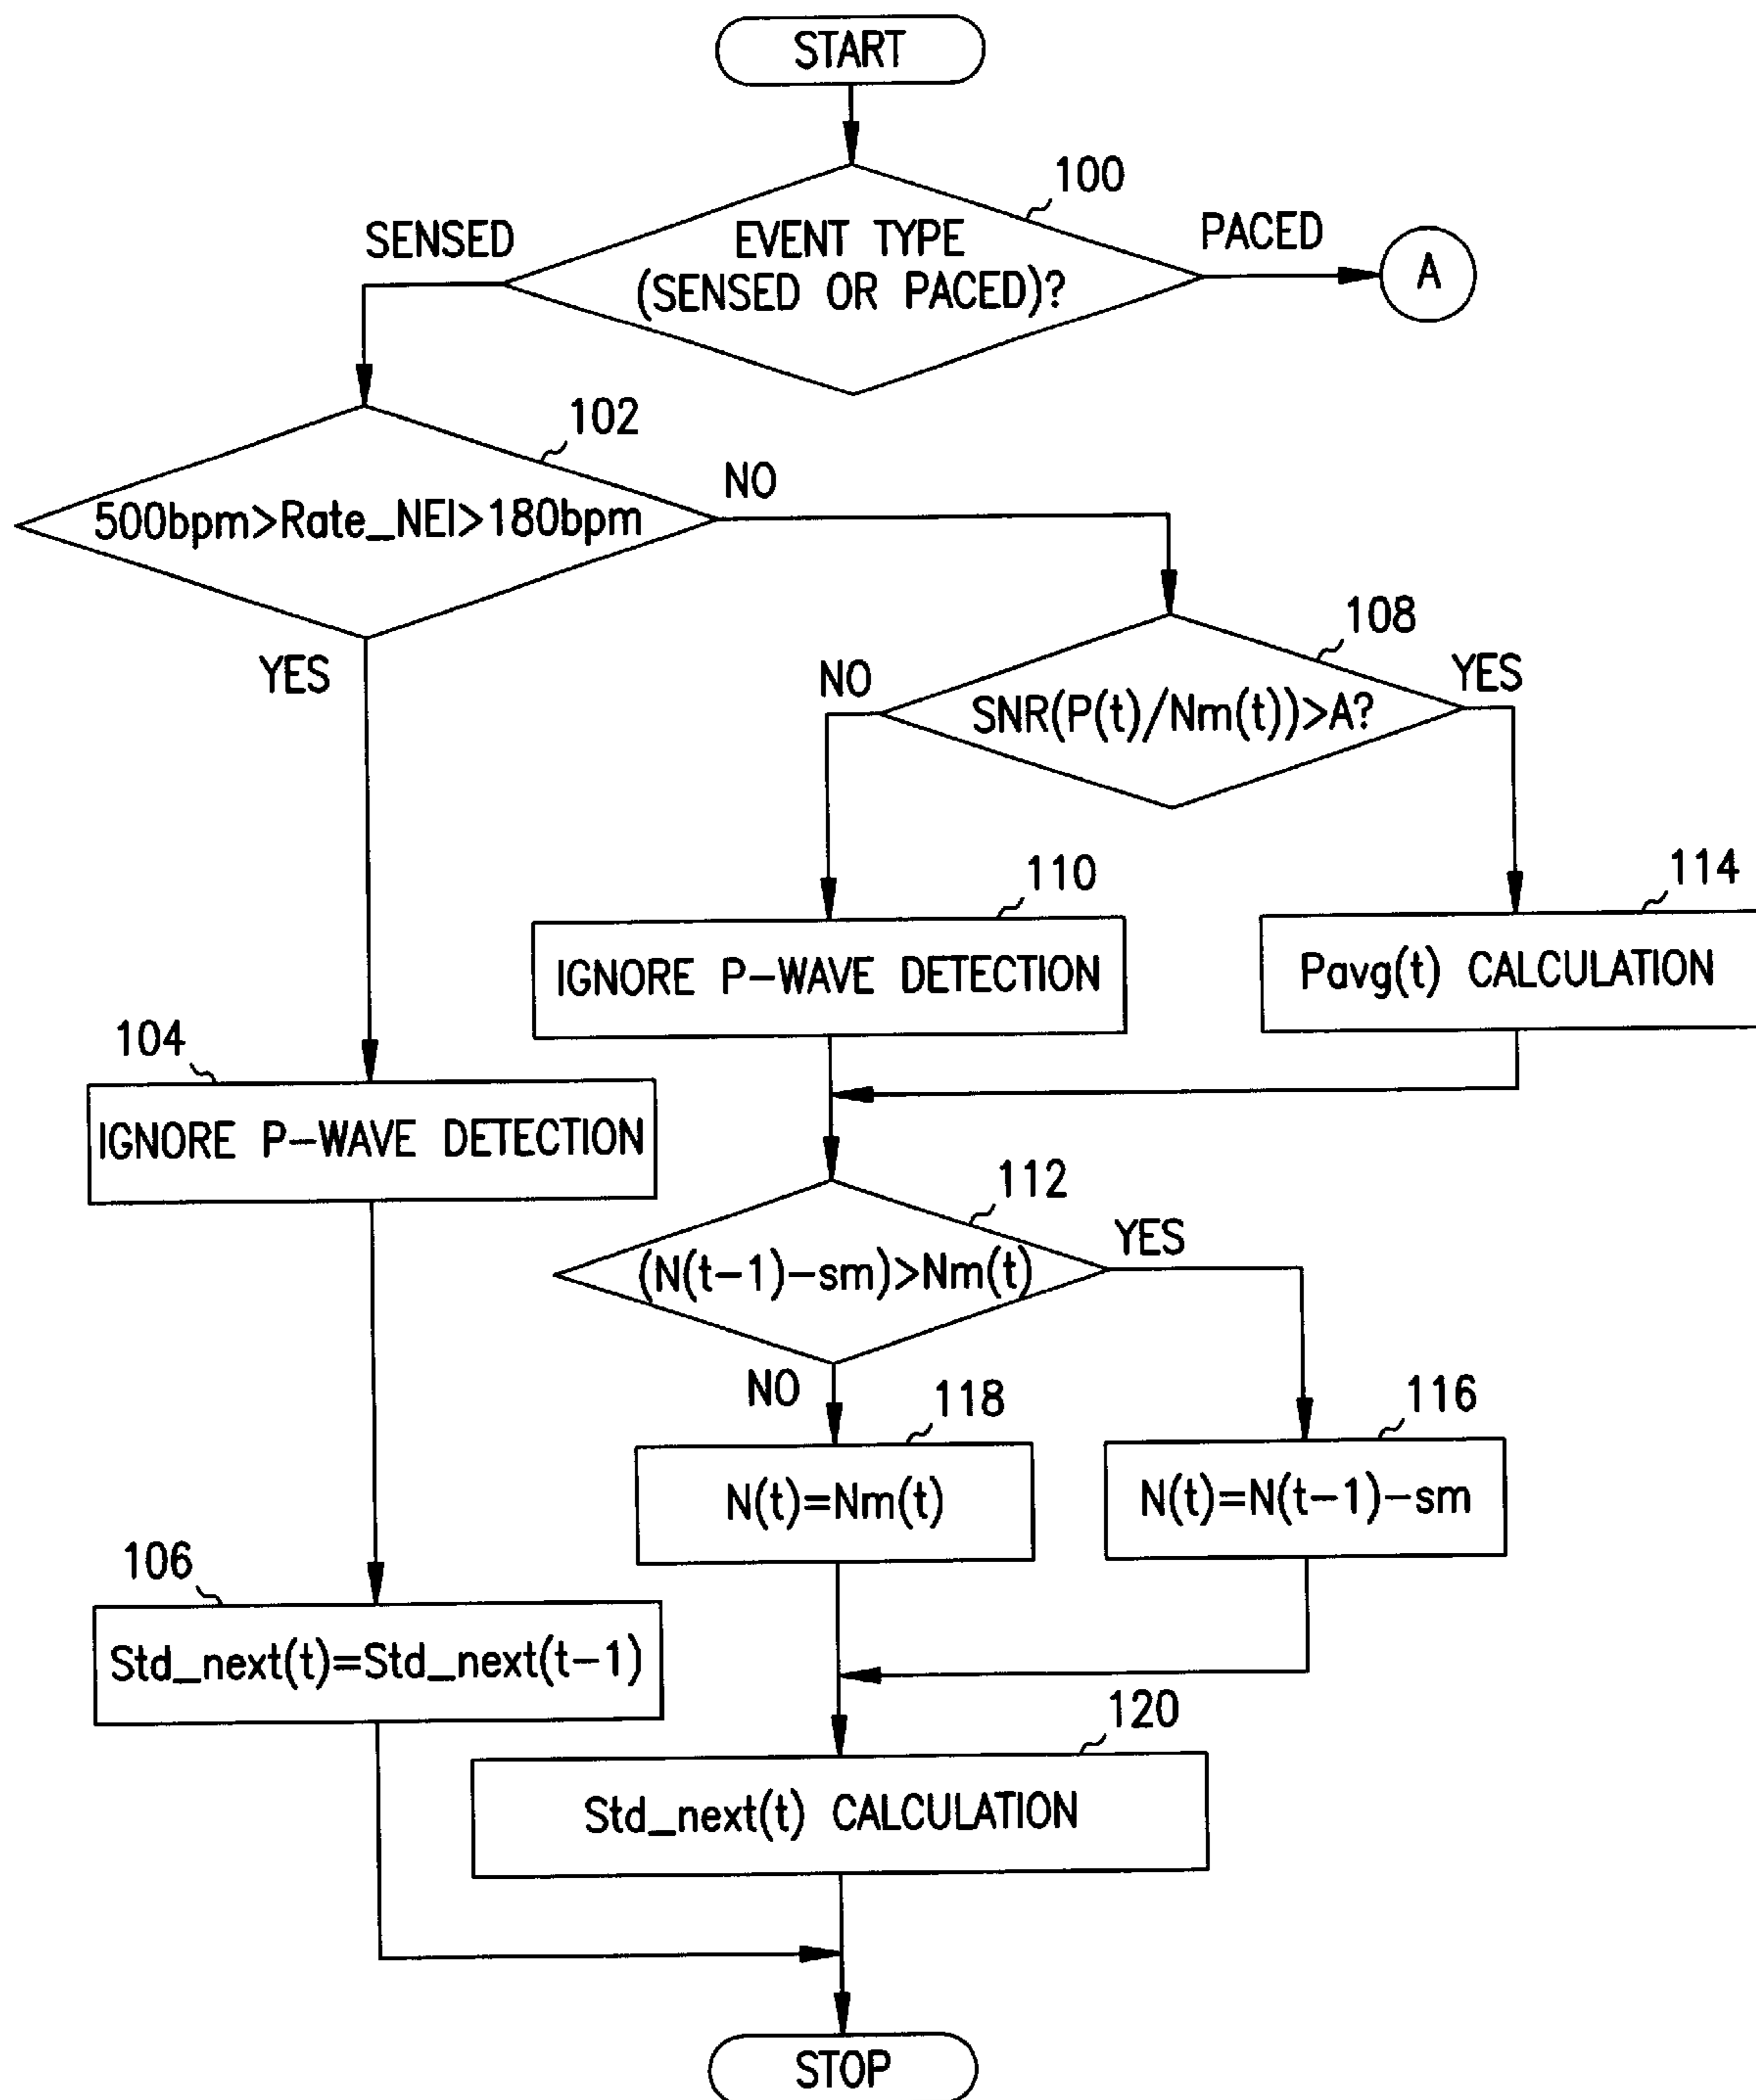 START
100
SENSED
EVENT TYPE
(SENSED OR PACED)?
PACED
A
102
500bpm>Rate_NEI>180bpm
NO
YES
108
NO
SNR(P(t)/Nm(t))>A?
YES
110
IGNORE P-WAVE DETECTION
114
Pavg(t) CALCULATION
104
IGNORE P-WAVE DETECTION
112
(N(t-1)-sm)>Nm(t)
YES
NO
118
N(t)=Nm(t)
116
N(t)=N(t-1)-sm
106
Std_next(t)=Std_next(t-1)
120
Std_next(t) CALCULATION
STOP